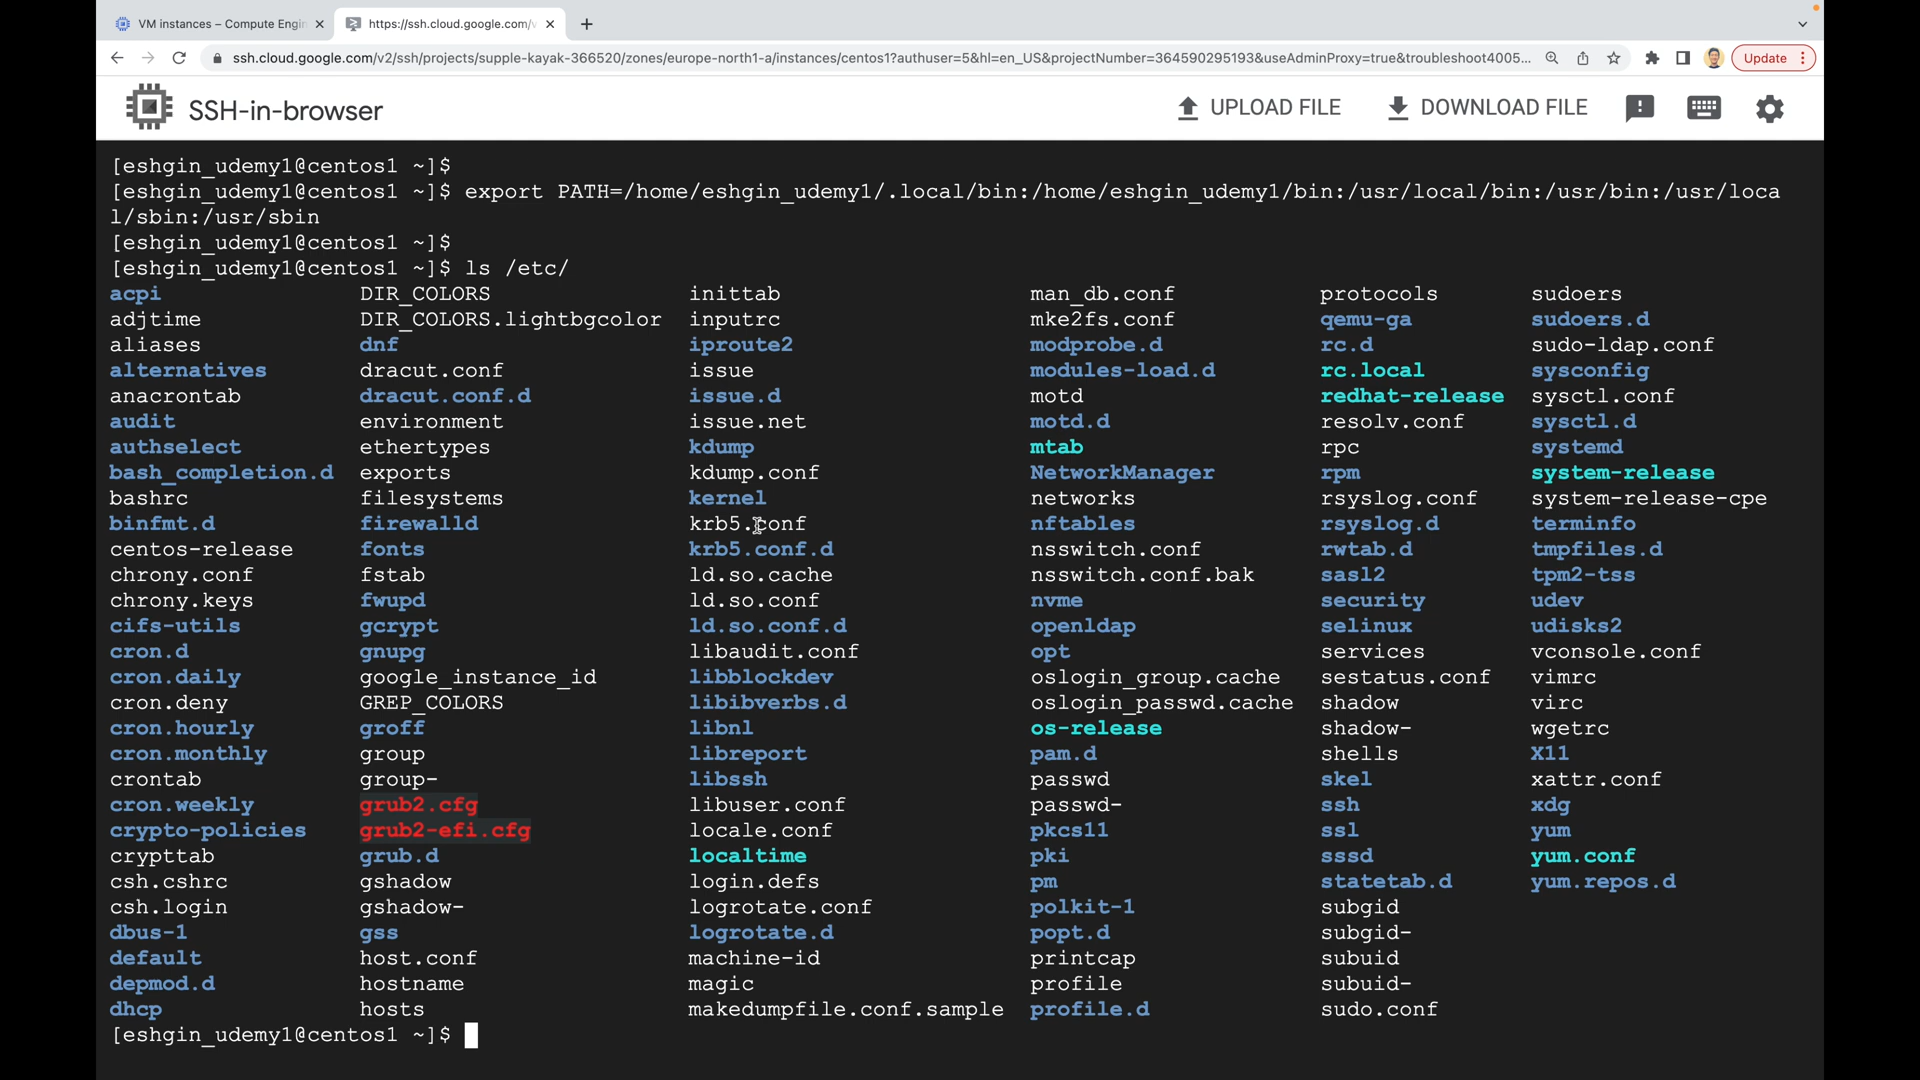 VM instances – Compute Engin
https://ssh.cloud.google.com/v
ssh.cloud.google.com/v2/ssh/projects/supple-kayak-366520/zones/europe-north1-a/instances/centos1?authuser=5&hl=en_US&projectNumber=364590295193&useAdminProxy=true&troubleshoot4005...
Update
SSH-in-browser
UPLOAD FILE
DOWNLOAD FILE
[eshgin_udemy1@centos1 ~]$
[eshgin_udemy1@centos1 ~]$ export PATH=/home/eshgin_udemy1/.local/bin:/home/eshgin_udemy1/bin:/usr/local/bin:/usr/bin:/usr/loca
l/sbin:/usr/sbin
[eshgin_udemy1@centos1 ~]$
[eshgin_udemy1@centos1 ~]$ ls /etc/
acpi DIR_COLORS inittab man_db.conf protocols sudoers
adjtime DIR_COLORS.lightbgcolor inputrc mke2fs.conf qemu-ga sudoers.d
aliases dnf iproute2 modprobe.d rc.d sudo-ldap.conf
alternatives dracut.conf issue modules-load.d rc.local sysconfig
anacrontab dracut.conf.d issue.d motd redhat-release sysctl.conf
audit environment issue.net motd.d resolv.conf sysctl.d
authselect ethertypes kdump mtab rpc systemd
bash_completion.d exports kdump.conf NetworkManager rpm system-release
bashrc filesystems kernel networks rsyslog.conf system-release-cpe
binfmt.d firewalld krb5.conf nftables rsyslog.d terminfo
centos-release fonts krb5.conf.d nsswitch.conf rwtab.d tmpfiles.d
chrony.conf fstab ld.so.cache nsswitch.conf.bak sasl2 tpm2-tss
chrony.keys fwupd ld.so.conf nvme security udev
cifs-utils gcrypt ld.so.conf.d openldap selinux udisks2
cron.d gnupg libaudit.conf opt services vconsole.conf
cron.daily google_instance_id libblockdev oslogin_group.cache sestatus.conf vimrc
cron.deny GREP_COLORS libibverbs.d oslogin_passwd.cache shadow virc
cron.hourly groff libnl os-release shadow- wgetrc
cron.monthly group libreport pam.d shells X11
crontab group- libssh passwd skel xattr.conf
cron.weekly grub2.cfg libuser.conf passwd- ssh xdg
crypto-policies grub2-efi.cfg locale.conf pkcs11 ssl yum
crypttab grub.d localtime pki sssd yum.conf
csh.cshrc gshadow login.defs pm statetab.d yum.repos.d
csh.login gshadow- logrotate.conf polkit-1 subgid
dbus-1 gss logrotate.d popt.d subgid-
default host.conf machine-id printcap subuid
depmod.d hostname magic profile subuid-
dhcp hosts makedumpfile.conf.sample profile.d sudo.conf
[eshgin_udemy1@centos1 ~]$